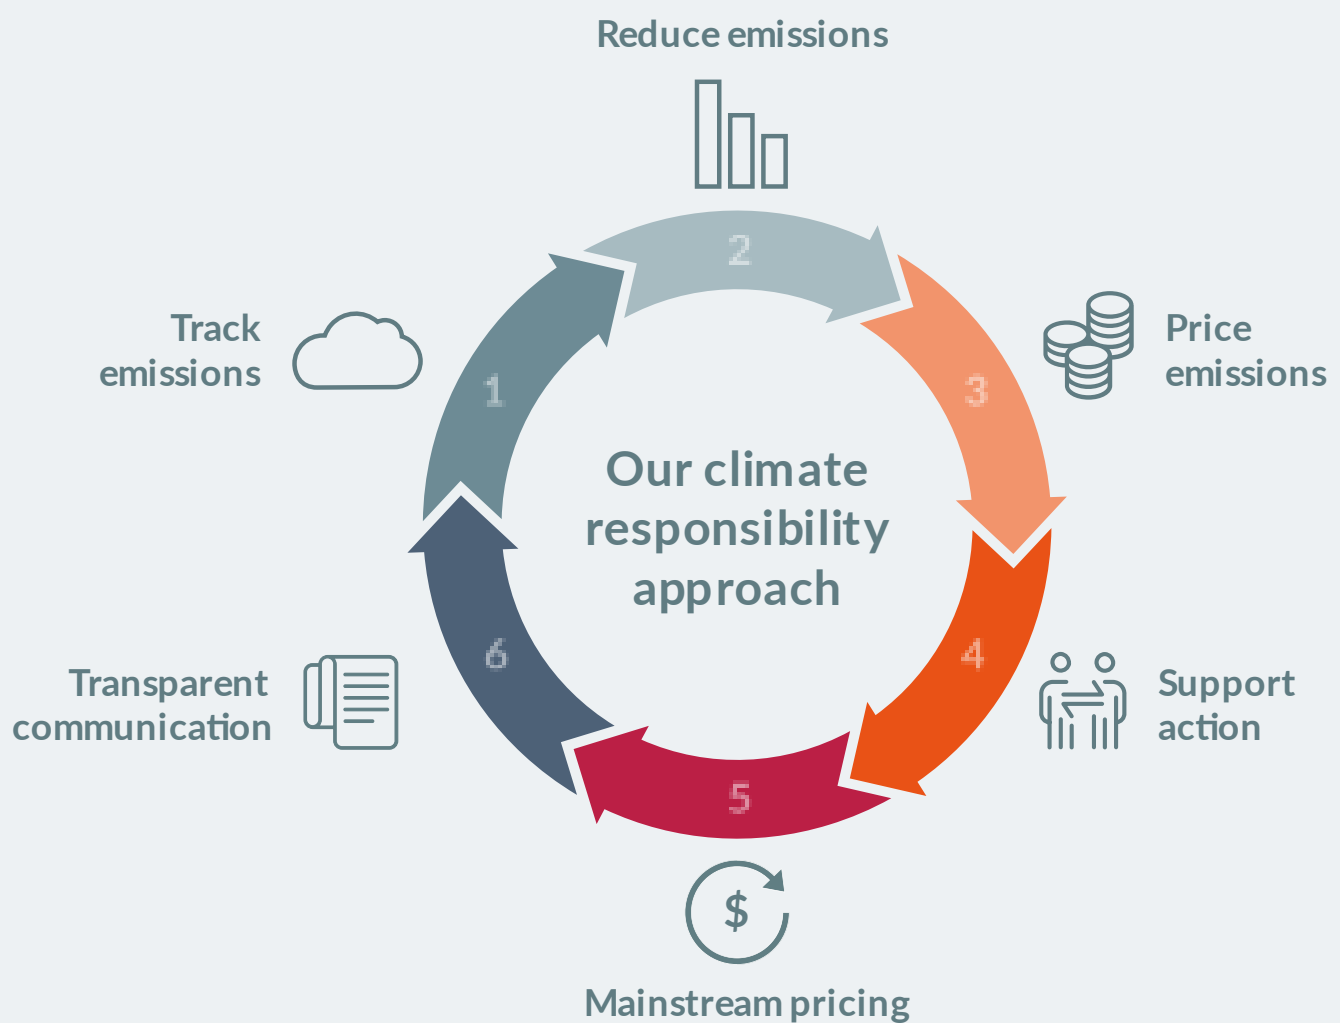 Reduce emissions
2
Track
emissions
1
3
Price
emissions
Our climate
responsibility
approach
Transparent
communication
6
4
Support
action
5
$
Mainstream pricing